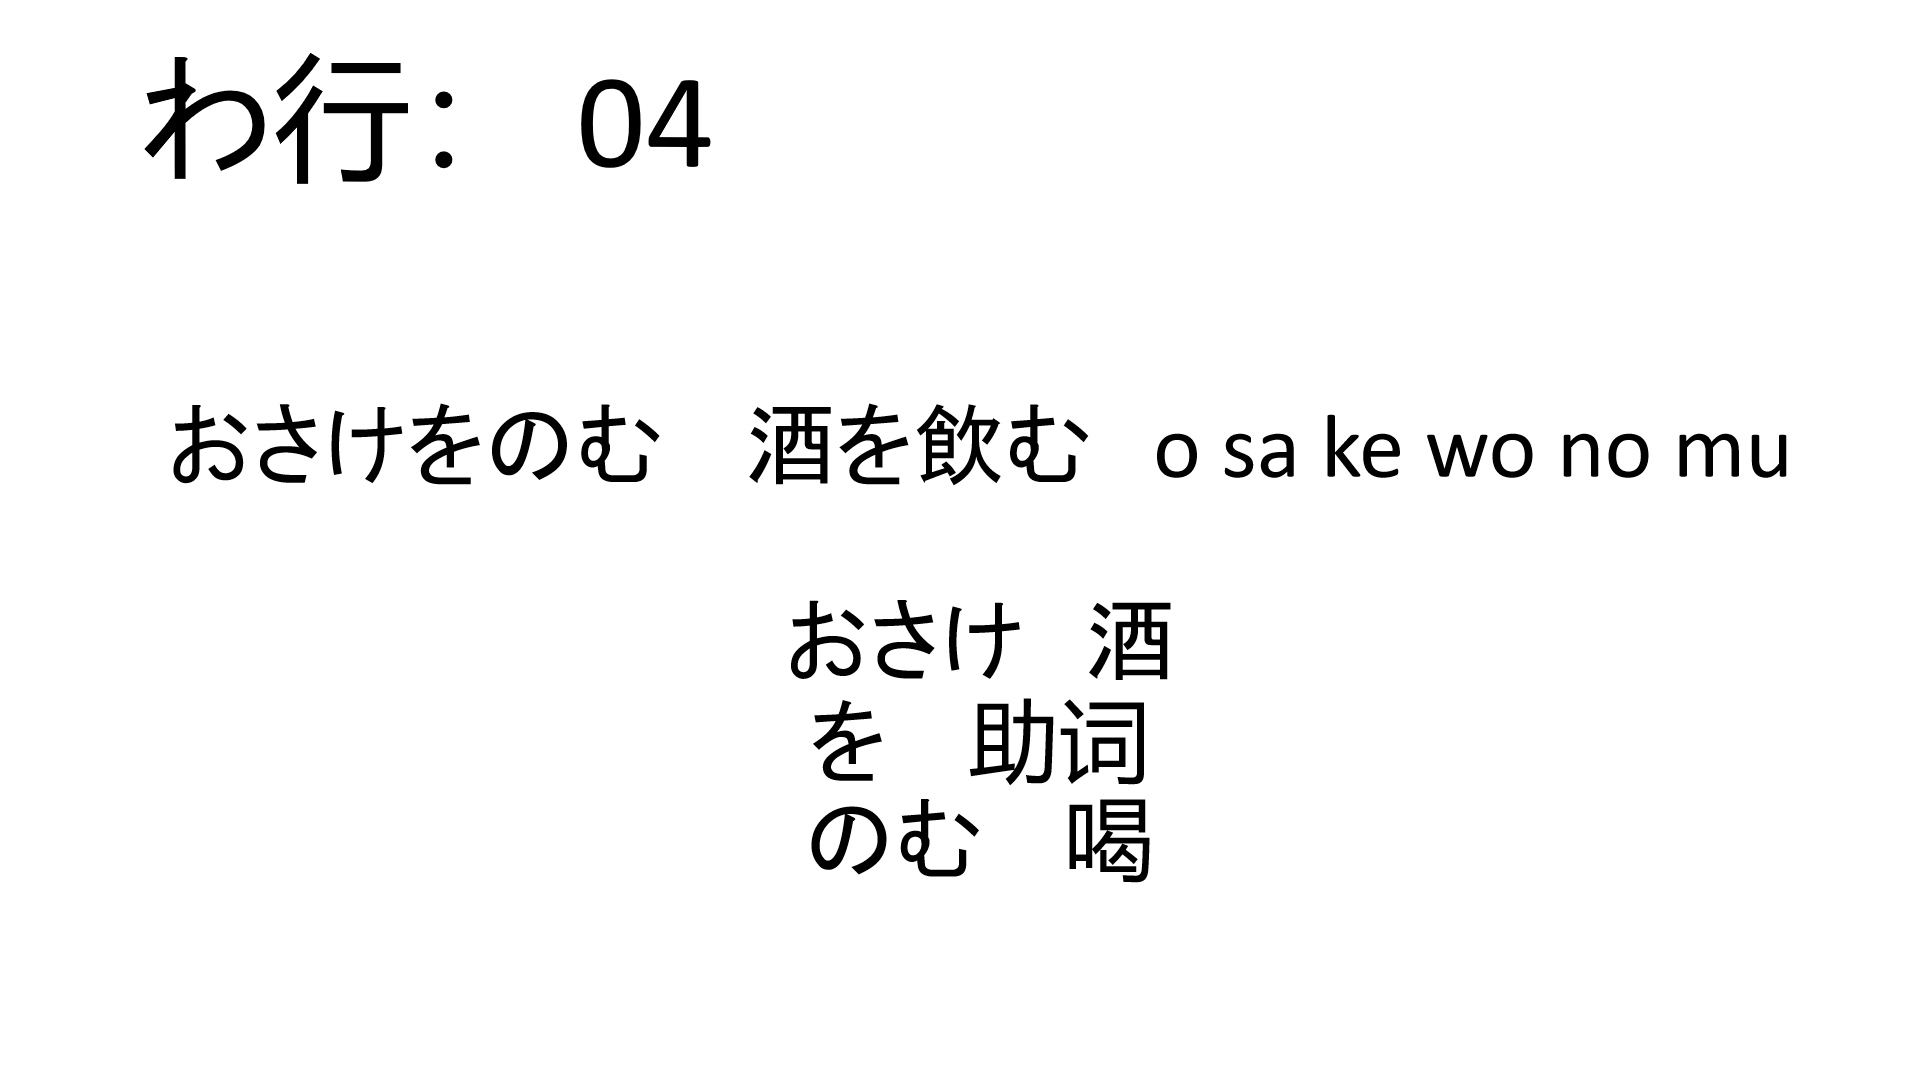 わ行： 04
おさけをのむ　酒を飲む　o sa ke wo no mu
おさけ　酒
を　助词
のむ　喝